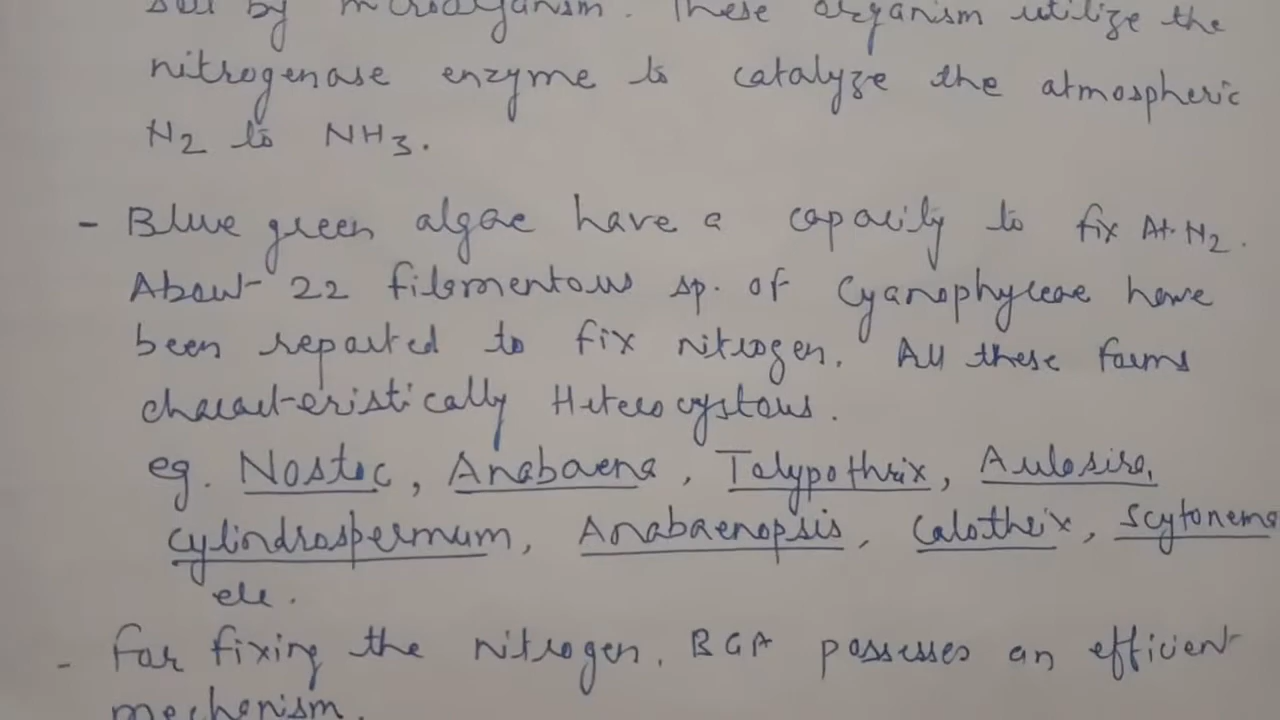 soil by microorganism. These organism utilize the
nitrogenase enzyme to catalyze the atmospheric
N2 to NH3.
- Blue green algae have a capacity to fix At. N2.
About 22 filamentous sp. of Cyanophyceae have
been reported to fix nitrogen. All these forms
characteristically Heterocystous.
eg. Nostoc, Anabaena, Tolypothrix, Aulosira,
Cylindrospermum, Anabaenopsis, Calothrix, Scytonema
etc.
- For fixing the nitrogen, BGA possesses an efficient
mechanism.